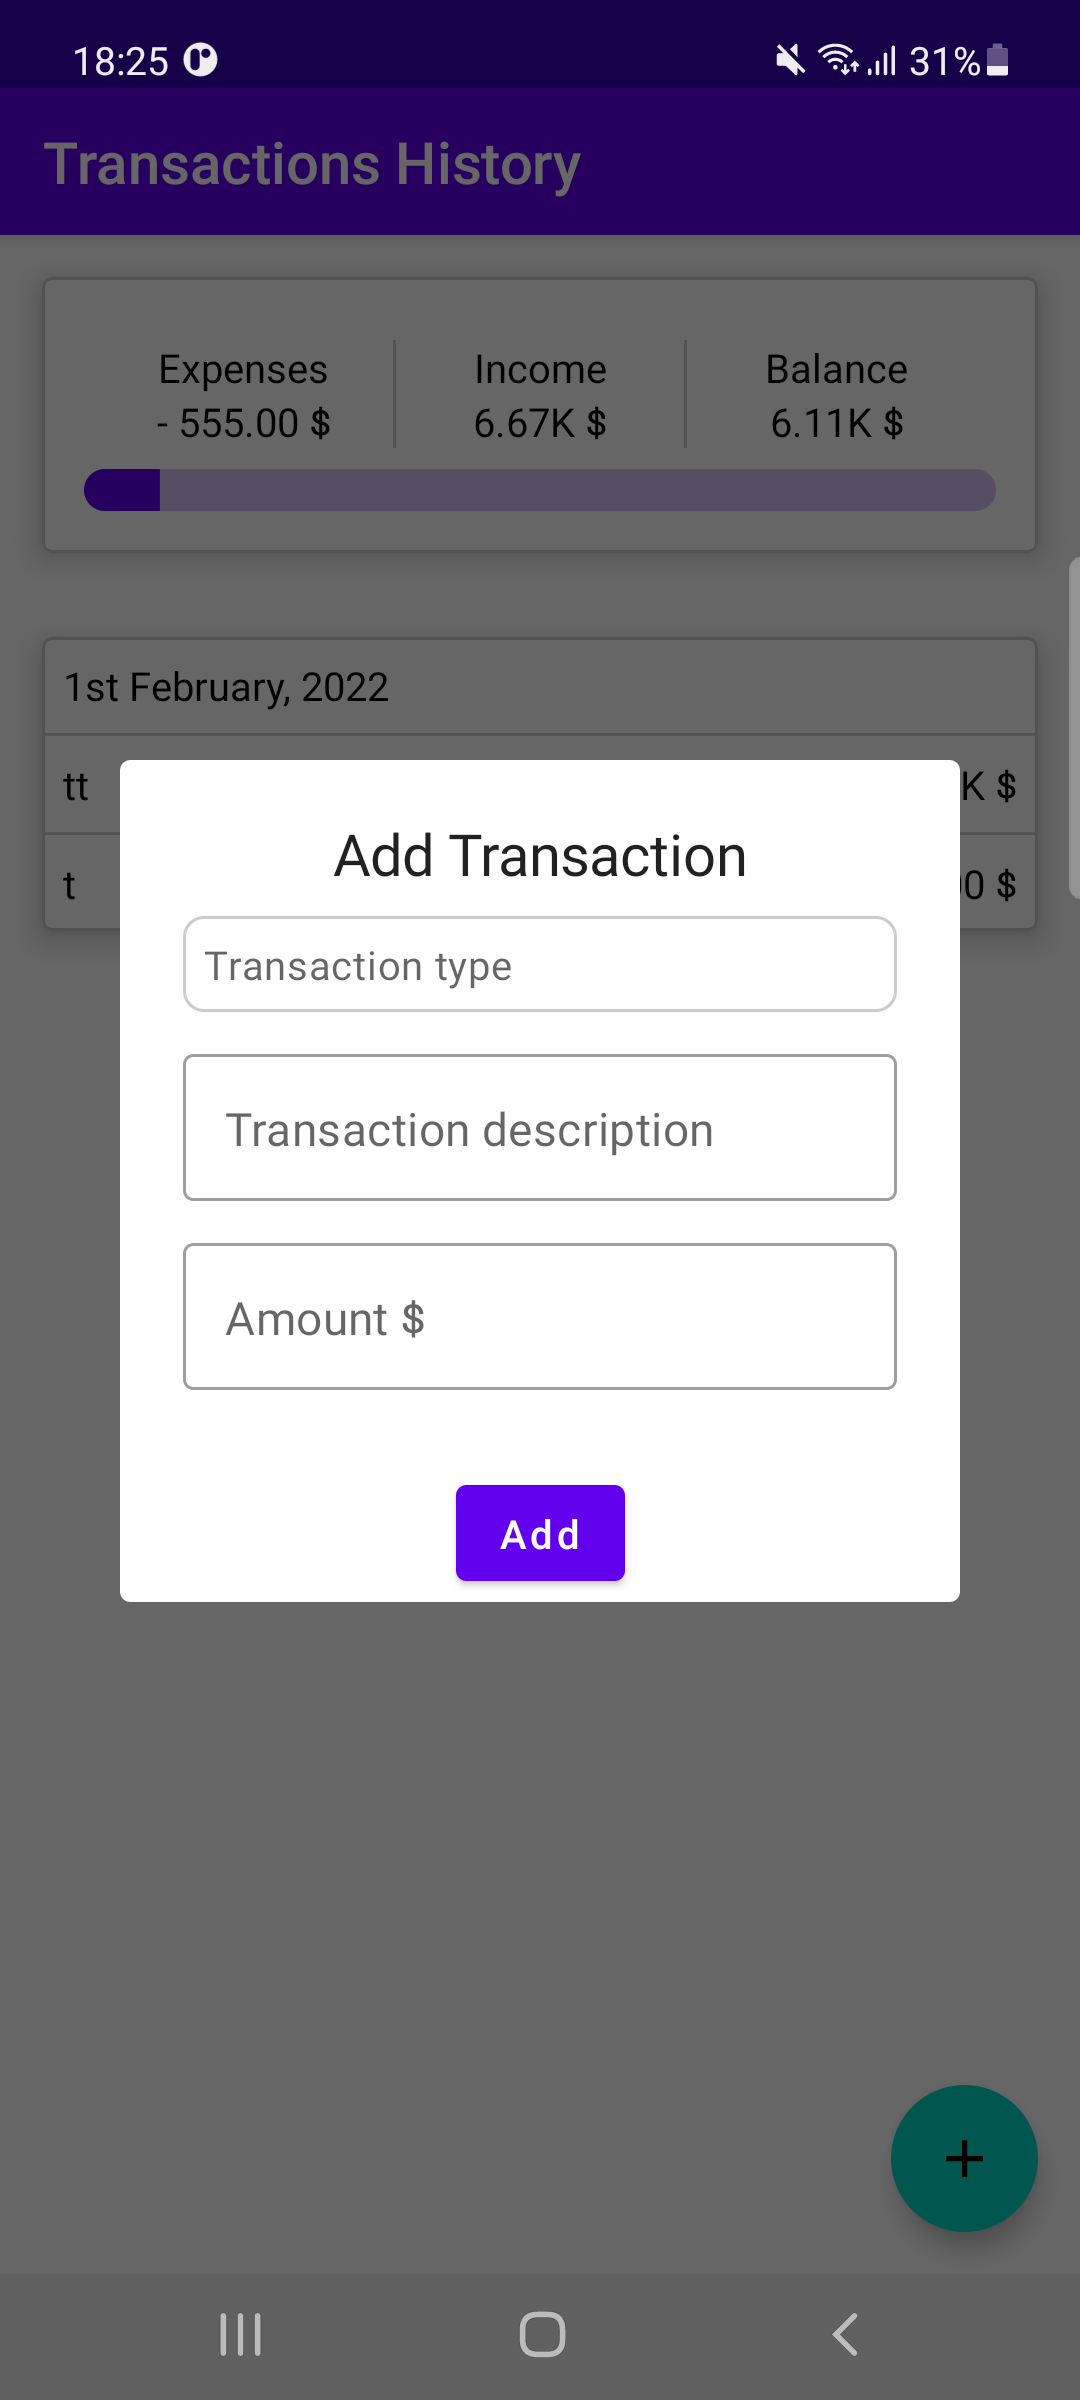 18:25 31%
Transactions History
Expenses Income Balance
- 555.00 $ 6.67K $ 6.11K $
1st February, 2022
tt K $
t 0 $
Add Transaction
Transaction type
Transaction description
Amount $
Add
+